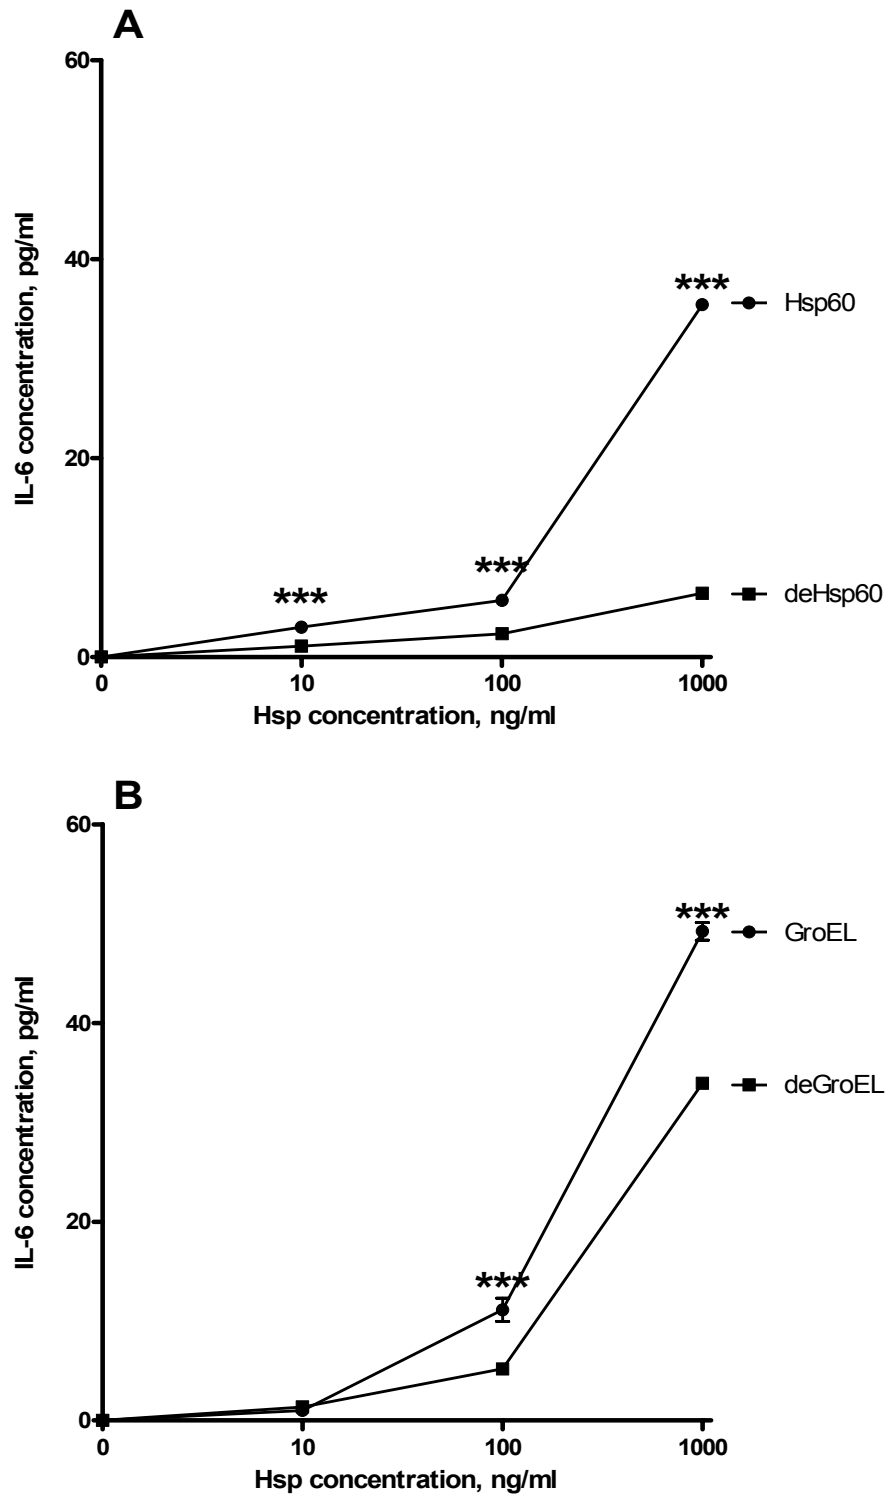 A
60
40
20
0
IL-6 concentration, pg/ml
***
***
***
Hsp60
deHsp60
0 10 100 1000
Hsp concentration, ng/ml
B
60
40
20
0
IL-6 concentration, pg/ml
***
***
GroEL
deGroEL
0 10 100 1000
Hsp concentration, ng/ml